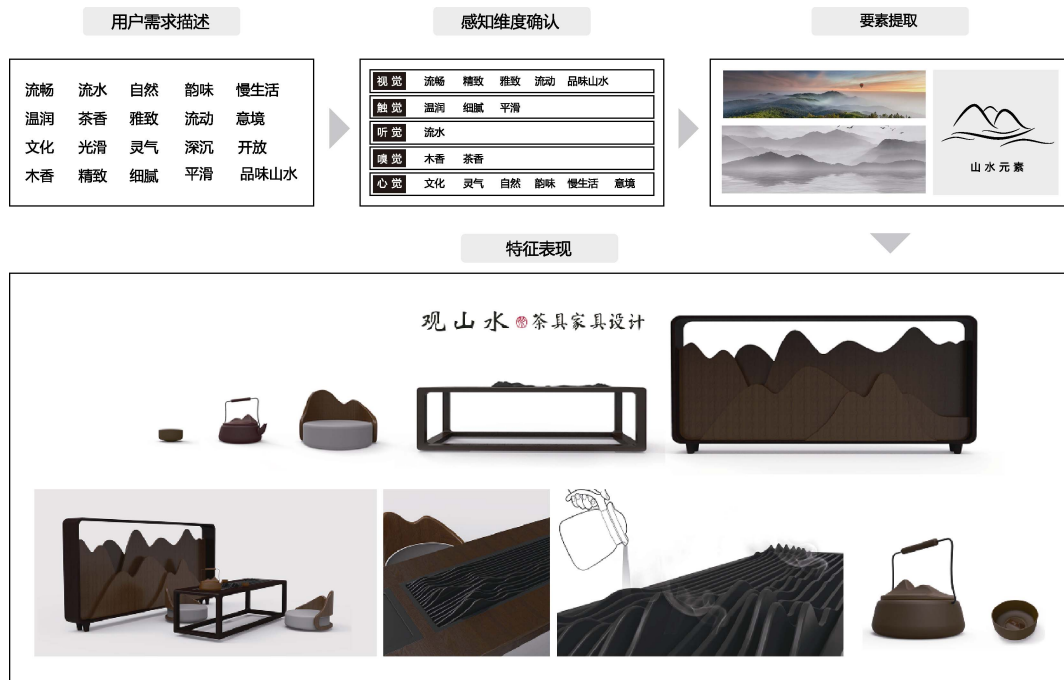 用户需求描述
流畅 流水 自然 韵味 慢生活
温润 茶香 雅致 流动 意境
文化 光滑 灵气 深沉 开放
木香 精致 细腻 平滑 品味山水
感知维度确认
视觉 流畅 精致 雅致 流动 品味山水
触觉 温润 细腻 平滑
听觉 流水
嗅觉 木香 茶香
心觉 文化 灵气 自然 韵味 慢生活 意境
要素提取
山水元素
特征表现
观山水 茶具家具设计